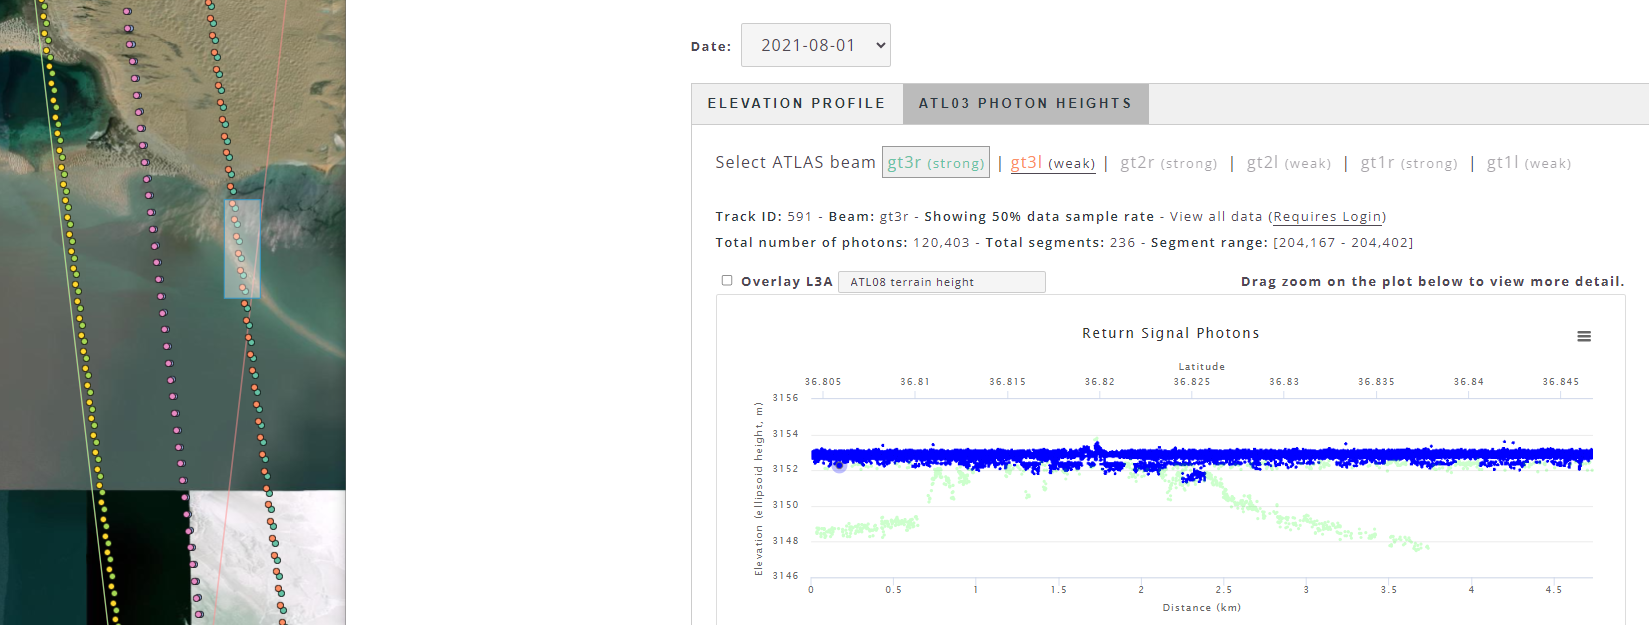 Date: 2021-08-01
ELEVATION PROFILE ATL03 PHOTON HEIGHTS
Select ATLAS beam gt3r (strong) | gt3l (weak) | gt2r (strong) | gt2l (weak) | gt1r (strong) | gt1l (weak)
Track ID: 591 - Beam: gt3r - Showing 50% data sample rate - View all data (Requires Login)
Total number of photons: 120,403 - Total segments: 236 - Segment range: [204,167 - 204,402]
Overlay L3A ATL08 terrain height Drag zoom on the plot below to view more detail.
Return Signal Photons
Latitude
36.805 36.81 36.815 36.82 36.825 36.83 36.835 36.84 36.845
Elevation (ellipsoid height, m)
3156
3154
3152
3150
3148
3146
0 0.5 1 1.5 2 2.5 3 3.5 4 4.5
Distance (km)